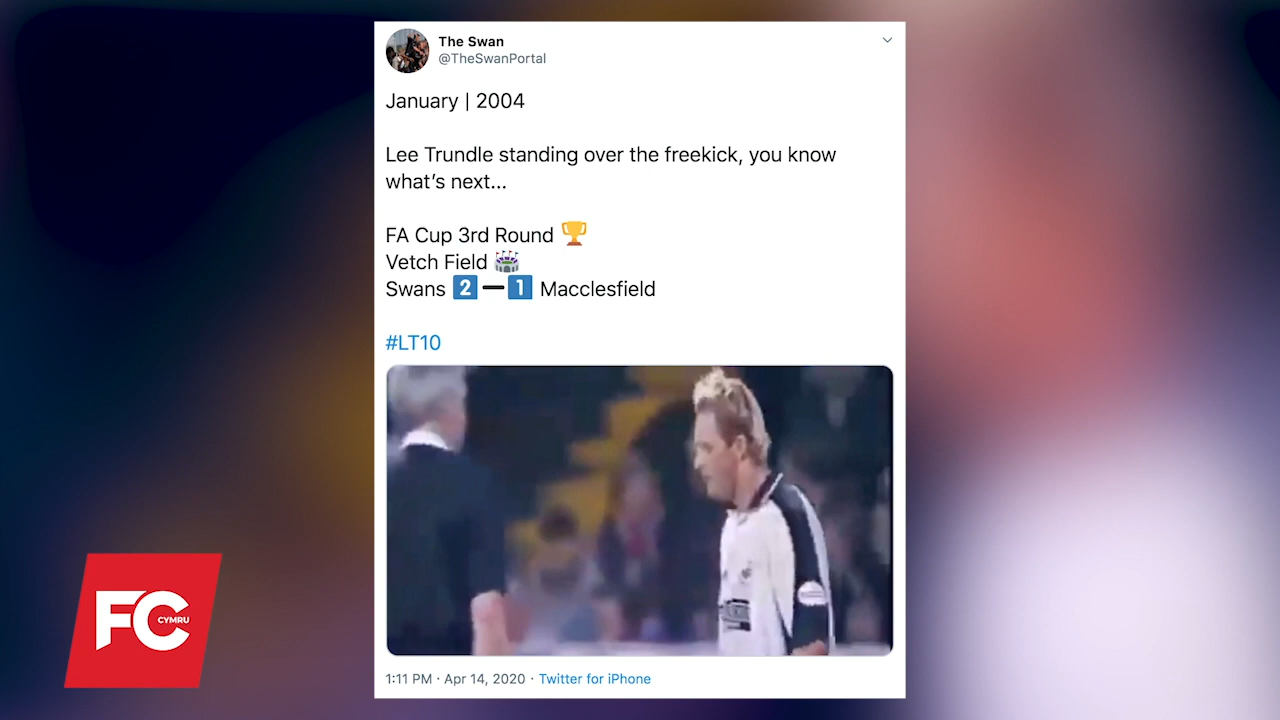 The Swan
@TheSwanPortal
January | 2004
Lee Trundle standing over the freekick, you know
what's next...
FA Cup 3rd Round 🏆
Vetch Field 🏟
Swans 2️⃣➖1️⃣ Macclesfield
#LT10
1:11 PM · Apr 14, 2020 · Twitter for iPhone
FC CYMRU